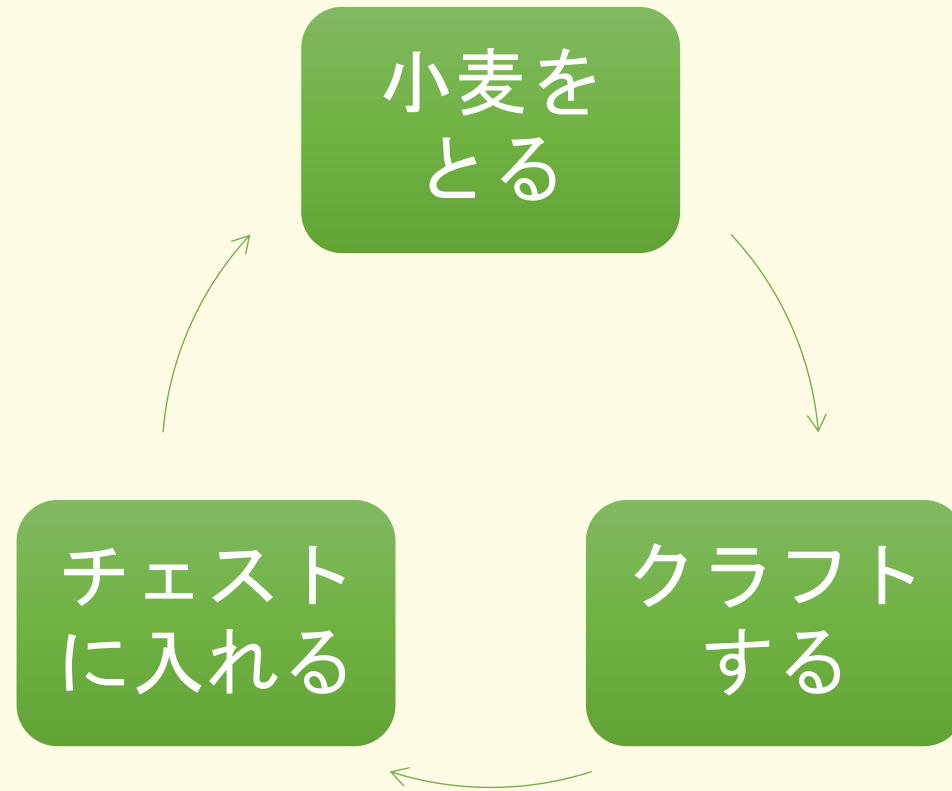 小麦を
とる
クラフト
する
チェスト
に入れる